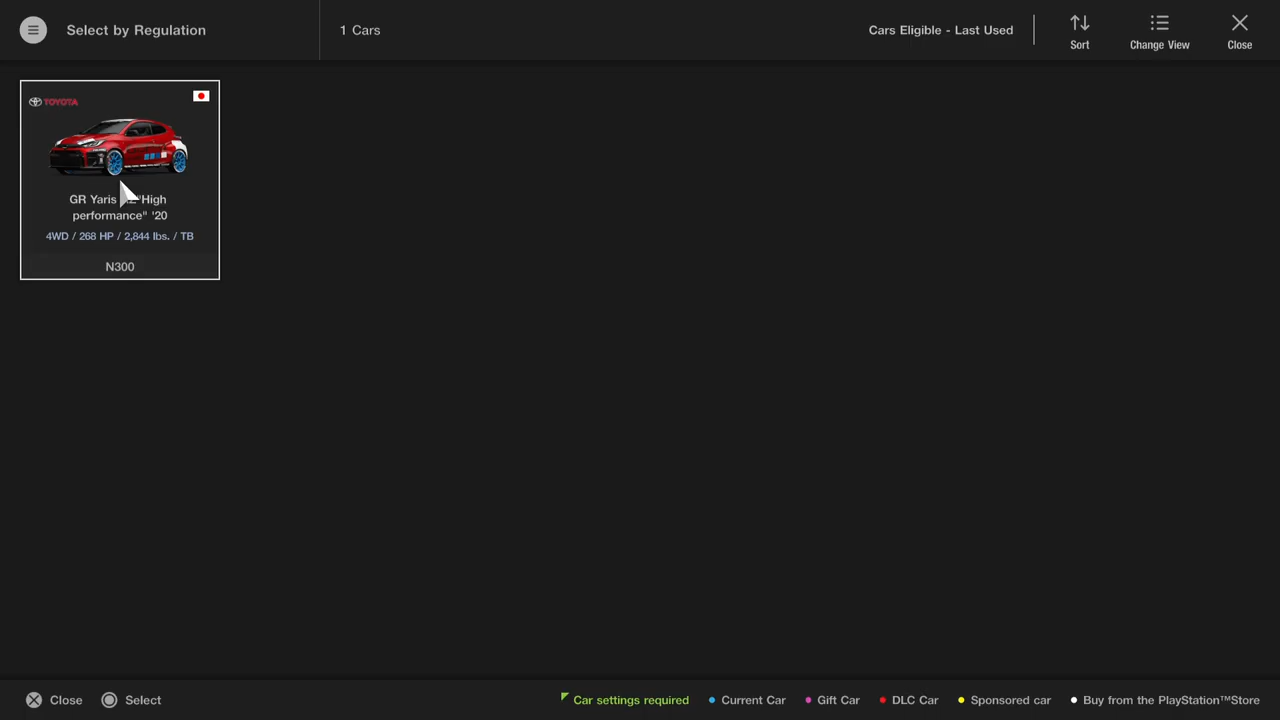 Select by Regulation
1 Cars
Cars Eligible - Last Used
Sort
Change View
Close
TOYOTA
GR Yaris "High
performance" '20
4WD / 268 HP / 2,844 lbs. / TB
N300
Close
Select
Car settings required
Current Car
Gift Car
DLC Car
Sponsored car
Buy from the PlayStation™Store